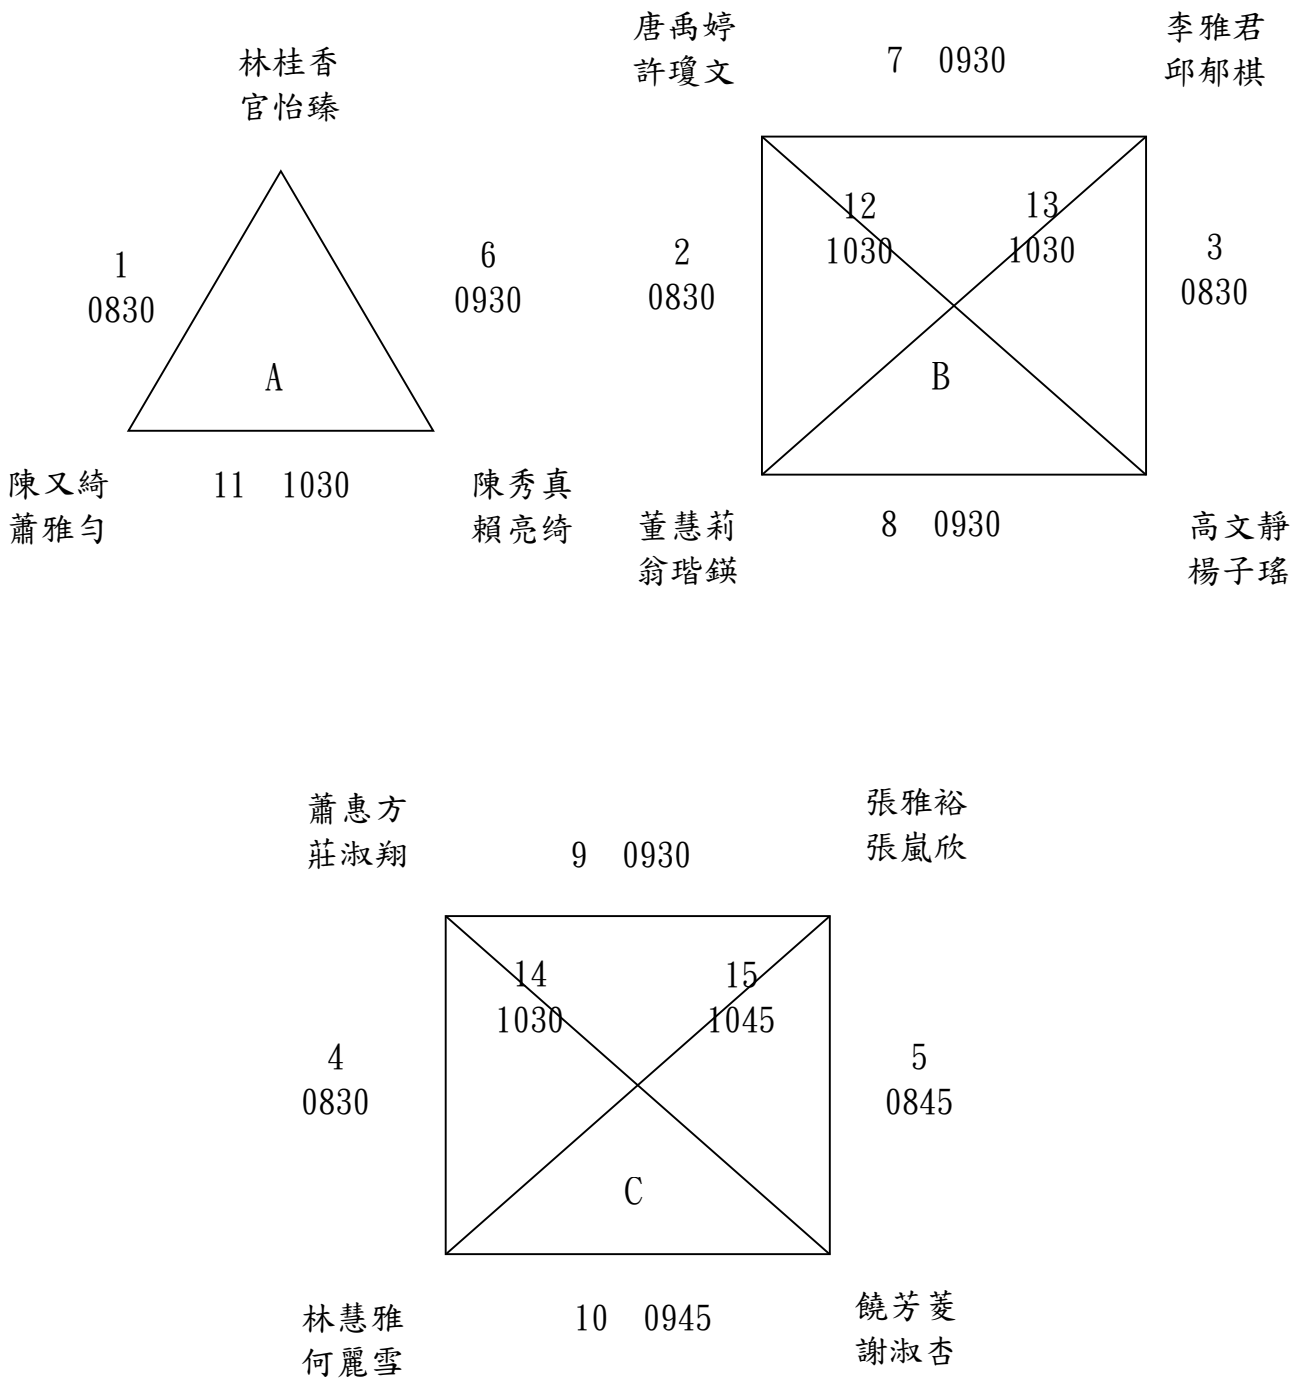 林桂香
官怡臻
1
0830
6
0930
A
陳又綺
蕭雅勻
11 1030
陳秀真
賴亮绮
唐禹婷
許瓊文
7 0930
李雅君
邱郁棋
12
1030
13
1030
2
0830
3
0830
B
董慧莉
翁瑎鍈
8 0930
高文靜
楊子瑤
蕭惠方
莊淑翔
9 0930
張雅裕
張嵐欣
14
1030
15
1045
4
0830
5
0845
C
林慧雅
何麗雪
10 0945
饒芳菱
謝淑杏